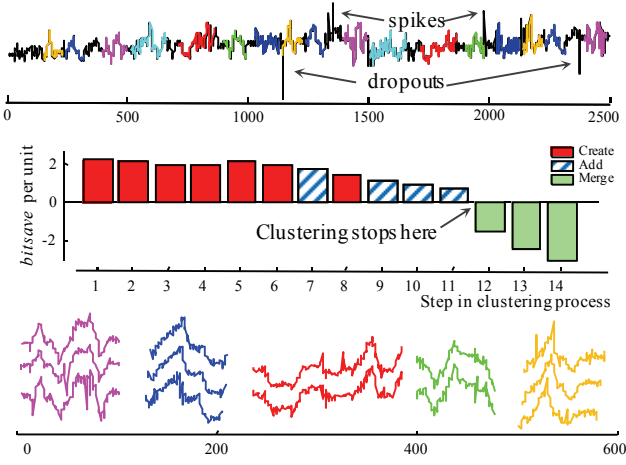 spikes
dropouts
0 500 1000 1500 2000 2500
bitsave per unit
2
0
-2
Create
Add
Merge
Clustering stops here
1 2 3 4 5 6 7 8 9 10 11 12 13 14
Step in clustering process
0 200 400 600